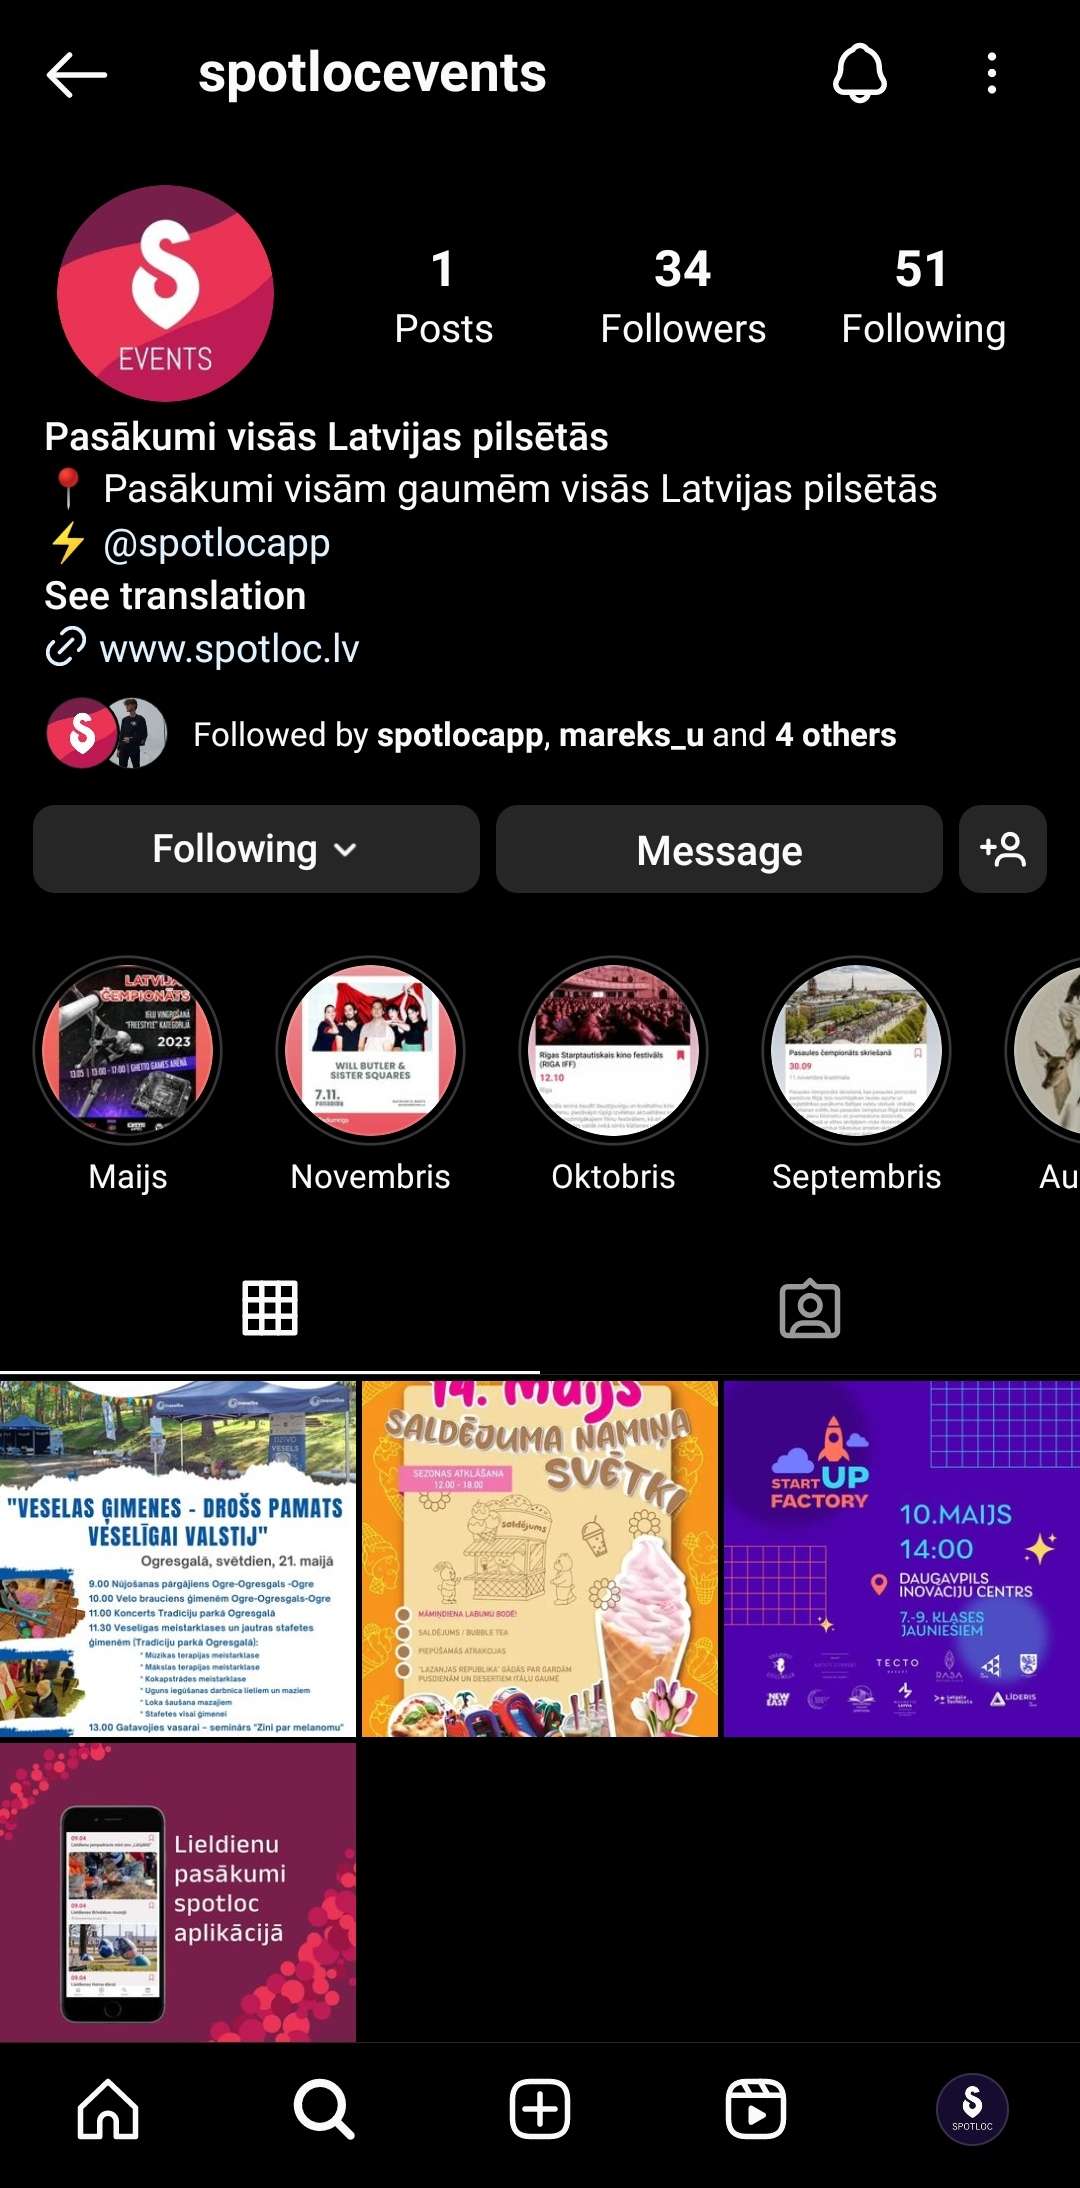 spotlocevents
EVENTS
1
Posts
34
Followers
51
Following
Pasākumi visās Latvijas pilsētās
📍 Pasākumi visām gaumēm visās Latvijas pilsētās
⚡ @spotlocapp
See translation
www.spotloc.lv
Followed by spotlocapp, mareks_u and 4 others
Following
Message
ČEMPIONĀTS
2023
WILL BUTLER &
SISTER SQUARES
7.11.
Rīgas Starptautiskais kino festivāls
(RIGA IFF)
12.10
Pasaules čempionāts skriešanā
30.09
Maijs
Novembris
Oktobris
Septembris
Au
"VESELAS ĢIMENES - DROŠS PAMATS
VESELĪGAI VALSTIJ"
Ogresgalā, svētdien, 21. maijā
9.00 Nūjošanas pārgājiens Ogre-Ogresgals -Ogre
10.00 Velo brauciens ģimenēm Ogre-Ogresgals-Ogre
11.00 Koncerts Tradīciju parkā Ogresgalā
11.30 Veselīgas meistarklases un jautras stafetes
ģimenēm (Tradīciju parkā Ogresgalā):
* Mūzikas terapijas meistarklase
* Mākslas terapijas meistarklase
* Kokapstrādes meistarklase
* Uguns iegūšanas darbnīca lieliem un maziem
* Loka šaušana mazajiem
* Stafetes visai ģimenei
13.00 Gatavojies vasarai – seminārs "Zini par melanomu"
14. Maijs
SALDĒJUMA NAMIŅA
SVĒTKI
SEZONAS ATKLĀŠANA
12.00 - 18.00
saldējums
MĀMIŅDIENA LABUMU BODĒ!
SALDĒJUMS / BUBBLE TEA
PIEPŪŠAMĀS ATRAKCIJAS
"LAZANJAS REPUBLIKA" GĀDĀS PAR GARDĀM
PUSDIENĀM UN DESERTIEM ITĀĻU GAUMĒ
START UP
FACTORY
10.MAIJS
14:00
DAUGAVPILS
INOVĀCIJU CENTRS
7.-9. KLASES
JAUNIEŠIEM
TECTO
NEW
EAST
LĪDERIS
Lieldienu
pasākumi
spotloc
aplikācijā
09.04
09.04
09.04
SPOTLOC